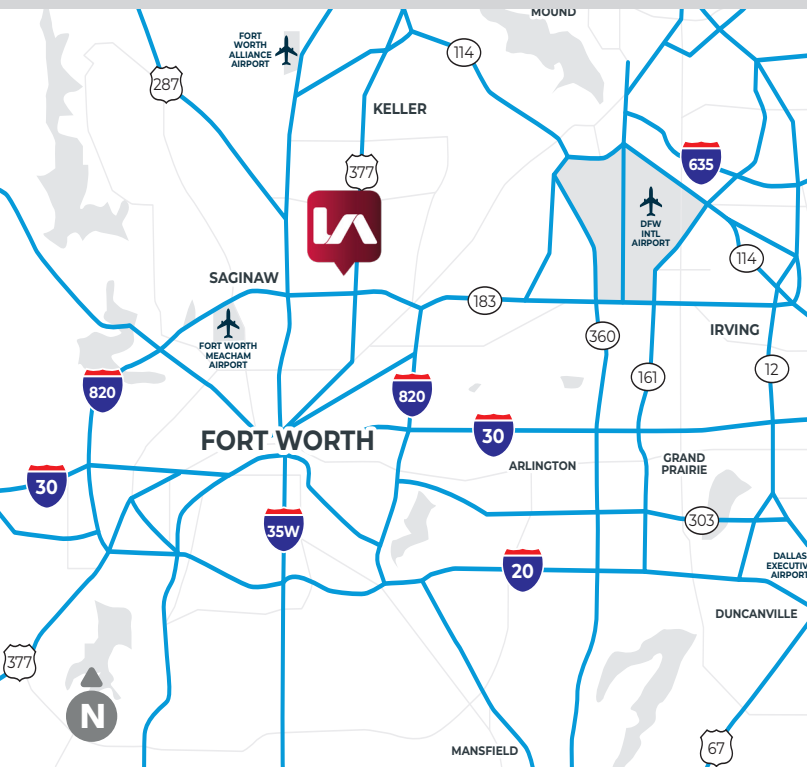 MOUND
FORT
WORTH
ALLIANCE
AIRPORT
114
287
KELLER
377
635
DFW
INTL
AIRPORT
LA
114
SAGINAW
183
FORT WORTH
MEACHAM
AIRPORT
360
IRVING
161
12
820
820
FORT WORTH
30
ARLINGTON
GRAND
PRAIRIE
30
303
35W
20
DALLAS
EXECUTIV
AIRPORT
DUNCANVILLE
377
N
MANSFIELD
67